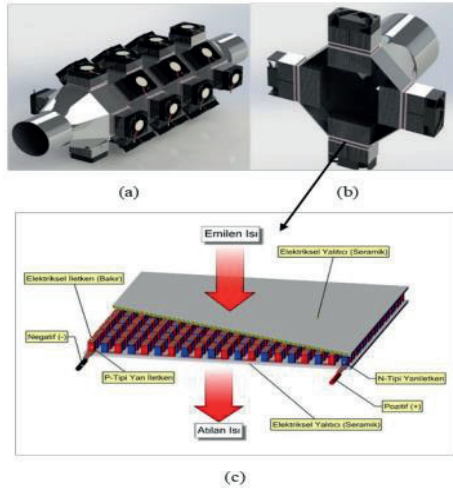 (a)
(b)
Emilen Isı
Elektriksel Yalıtıcı (Seramik)
Elektriksel İletken (Bakır)
Negatif (-)
P-Tipi Yarı İletken
N-Tipi Yarıiletken
Pozitif (+)
Elektriksel Yalıtıcı (Seramik)
Atılan Isı
(c)